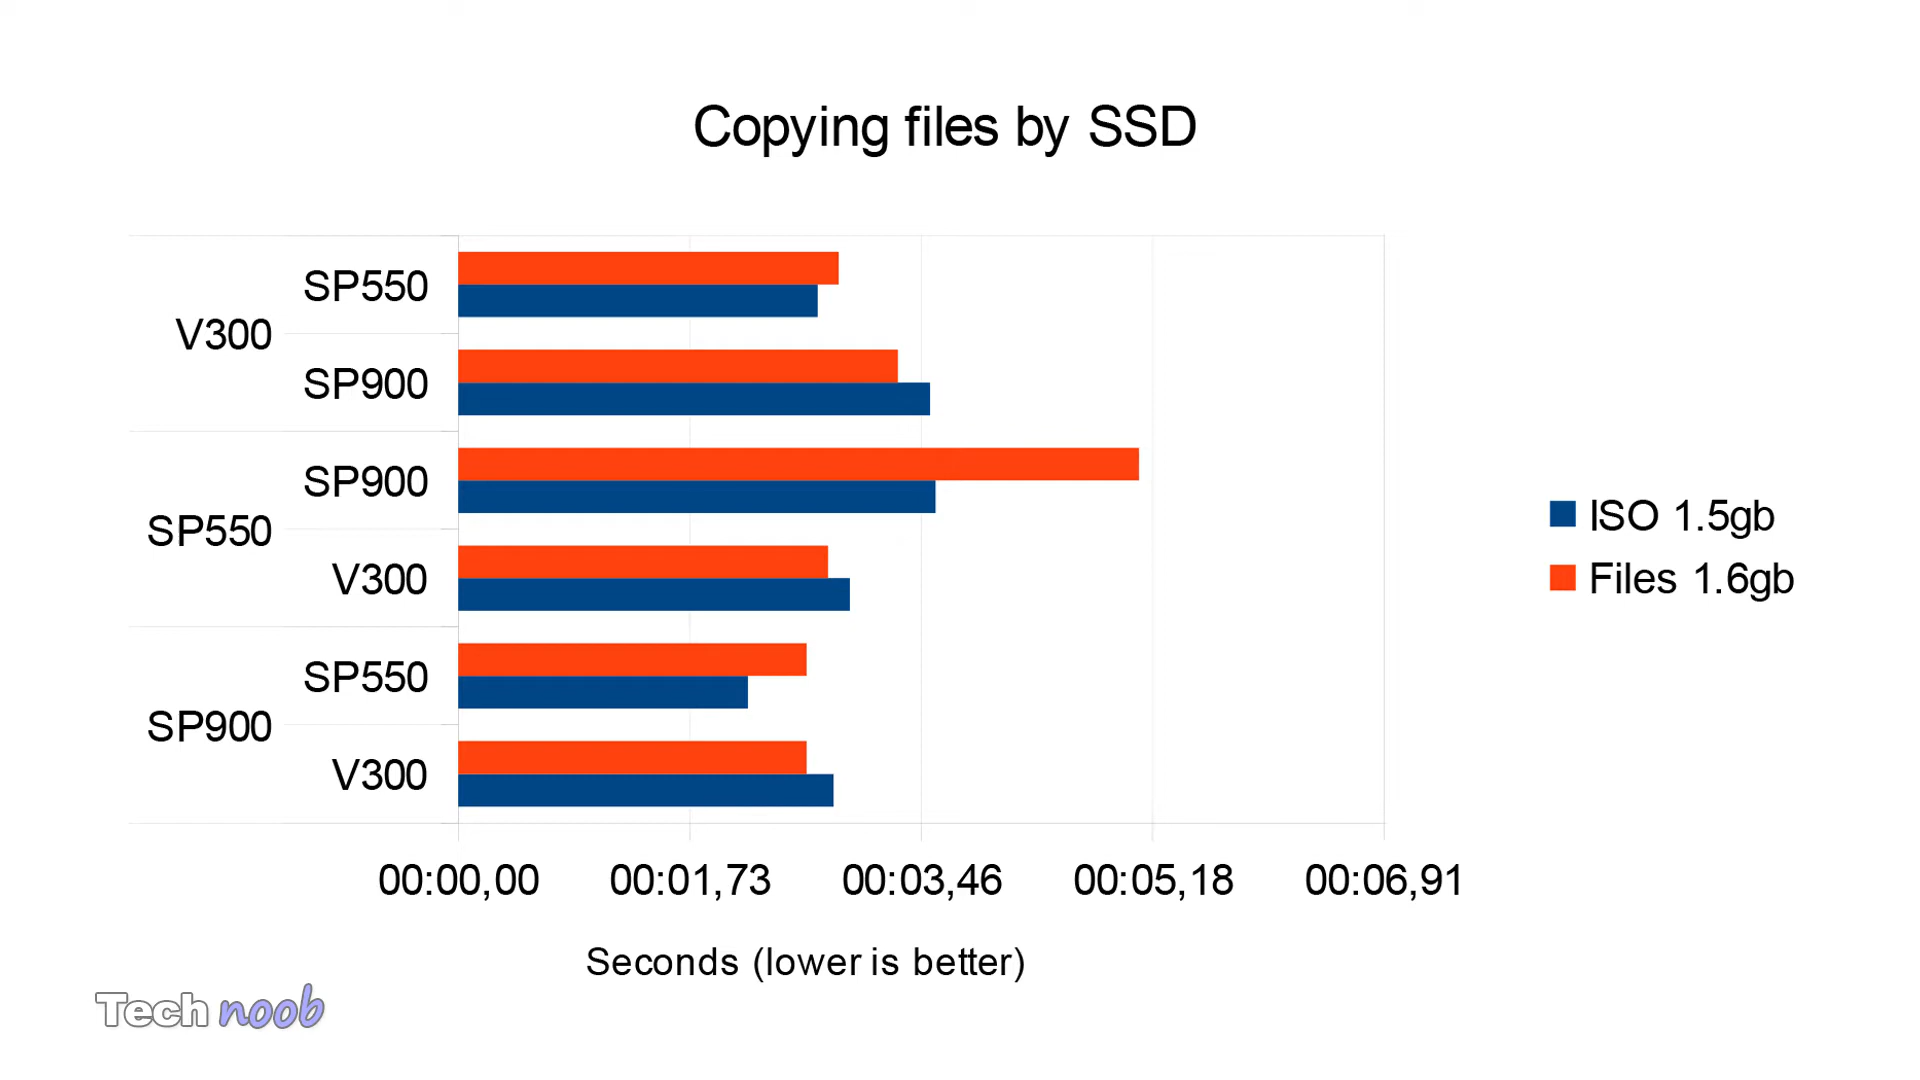 Copying files by SSD
V300
SP550
SP900
SP550
SP900
V300
SP900
SP550
V300
ISO 1.5gb
Files 1.6gb
00:00,00 00:01,73 00:03,46 00:05,18 00:06,91
Seconds (lower is better)
Tech noob